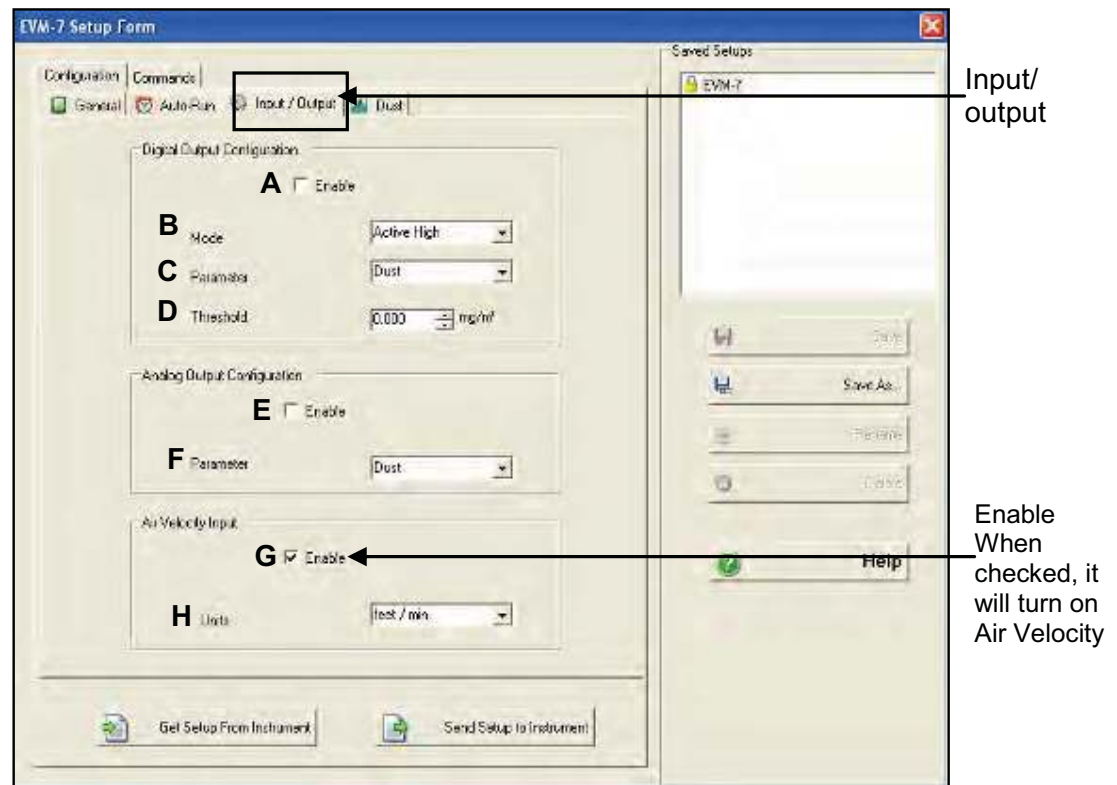 EVM-7 Setup Form
Saved Setups
EVM-7
Configuration Commands
General Auto-Run Input / Output Dust
Input/
output
Digital Output Configuration
A Enable
B Mode Active High
C Parameter Dust
D Threshold 0.000 mg/m³
Analog Output Configuration
E Enable
F Parameter Dust
Air Velocity Input
G Enable
H Units feet / min
Save
Save As...
Rename
Delete
Help
Enable
When
checked, it
will turn on
Air Velocity
Get Setup From Instrument
Send Setup to Instrument